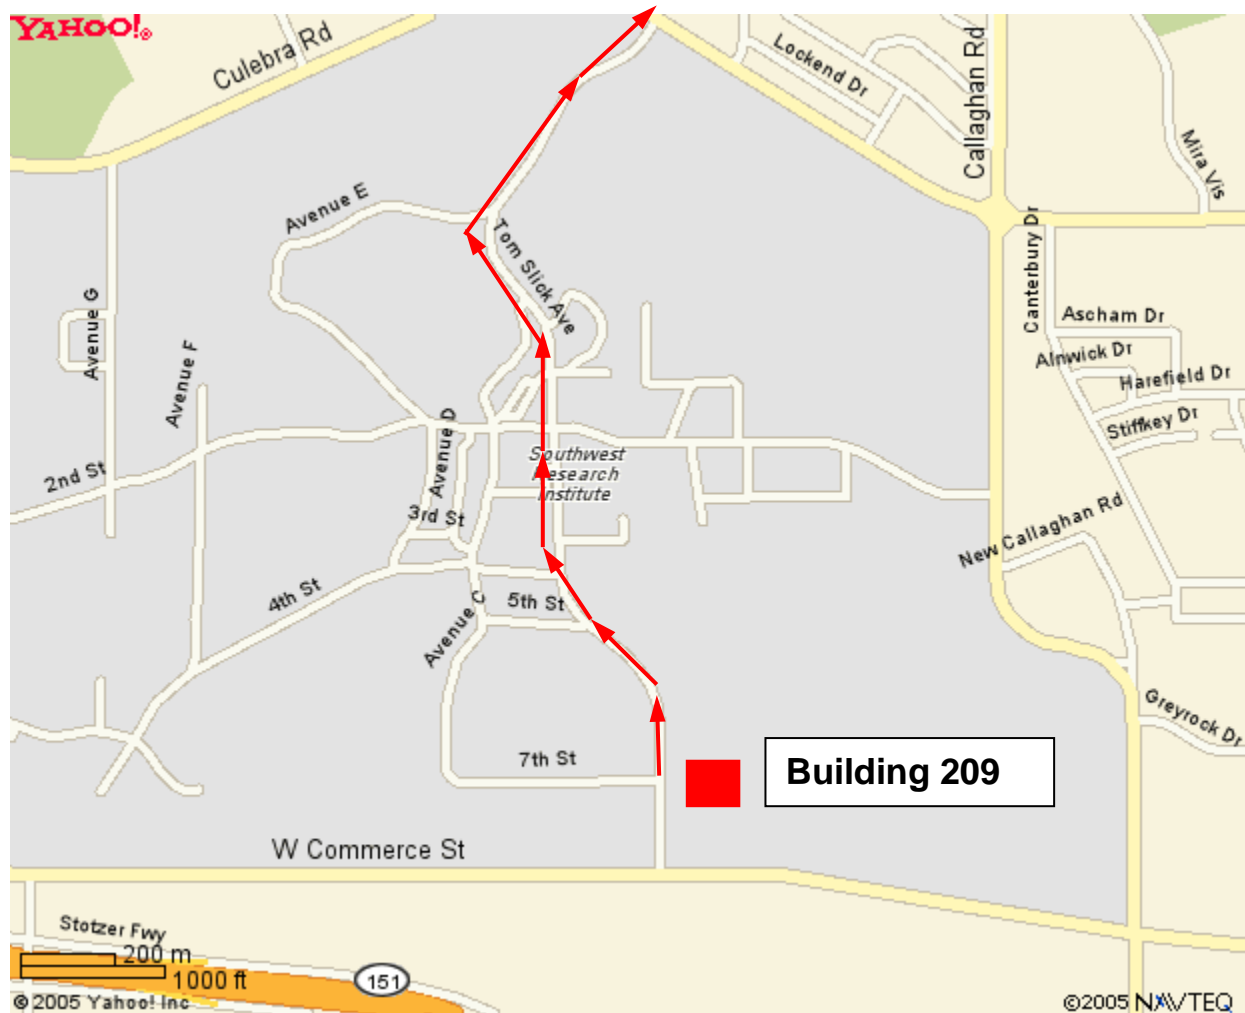 YAHOO!®
Culebra Rd
Lockend Dr
Callaghan Rd
Mira Vis
Avenue E
Tom Slick Ave
Canterbury Dr
Avenue G
Ascham Dr
Alnwick Dr
Avenue F
Harefield Dr
Stiffkey Dr
Avenue D
Southwest
Research
Institute
2nd St
3rd St
New Callaghan Rd
4th St
5th St
Avenue C
Greyrock Dr
7th St
Building 209
W Commerce St
Stotzer Fwy
200 m
1000 ft
151
©2005 Yahoo! Inc
©2005 NAVTEQ